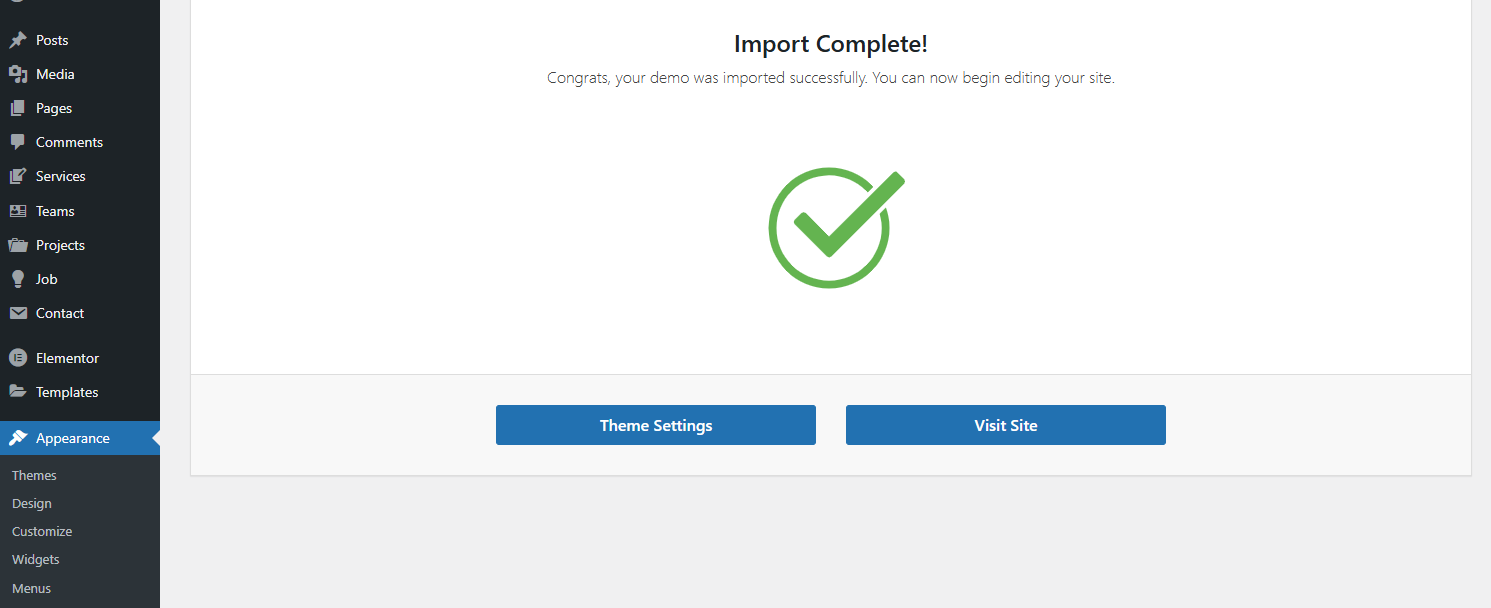 Posts
Media
Pages
Comments
Services
Teams
Projects
Job
Contact
Elementor
Templates
Appearance
Themes
Design
Customize
Widgets
Menus
Import Complete!
Congrats, your demo was imported successfully. You can now begin editing your site.
Theme Settings
Visit Site